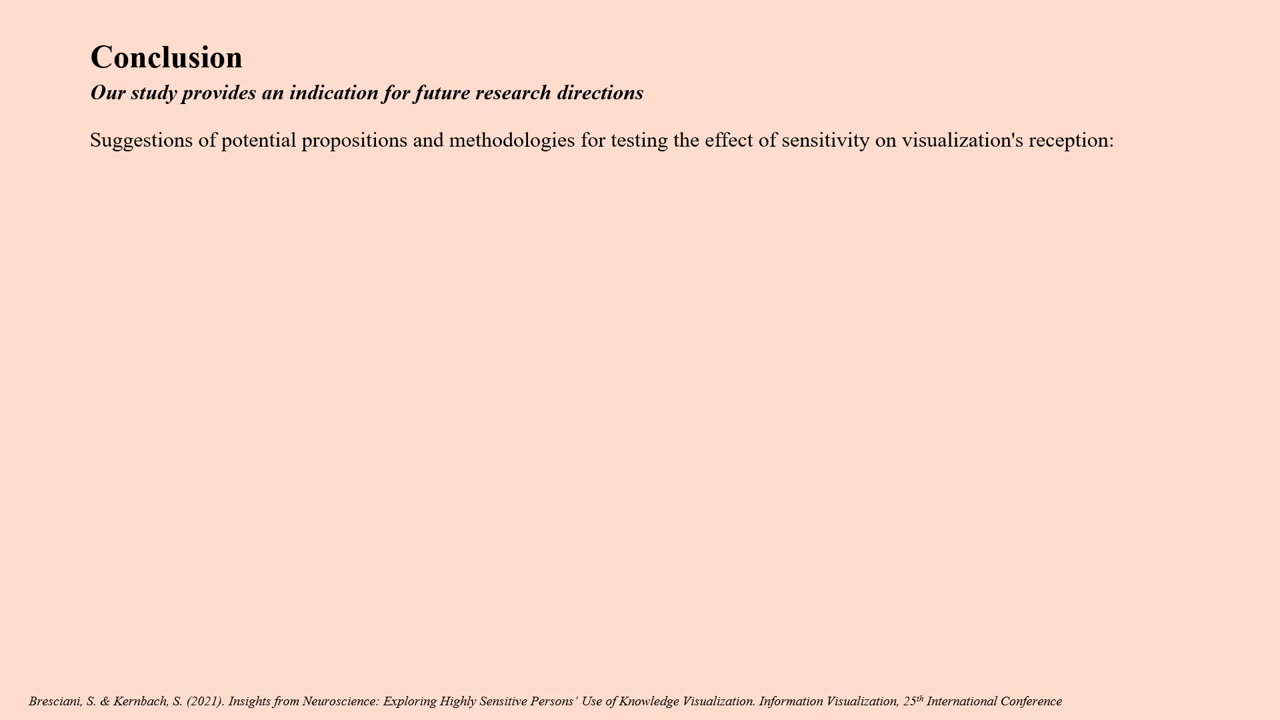 Conclusion
Our study provides an indication for future research directions
Suggestions of potential propositions and methodologies for testing the effect of sensitivity on visualization's reception:
Bresciani, S. & Kernbach, S. (2021). Insights from Neuroscience: Exploring Highly Sensitive Persons’ Use of Knowledge Visualization. Information Visualization, 25th International Conference